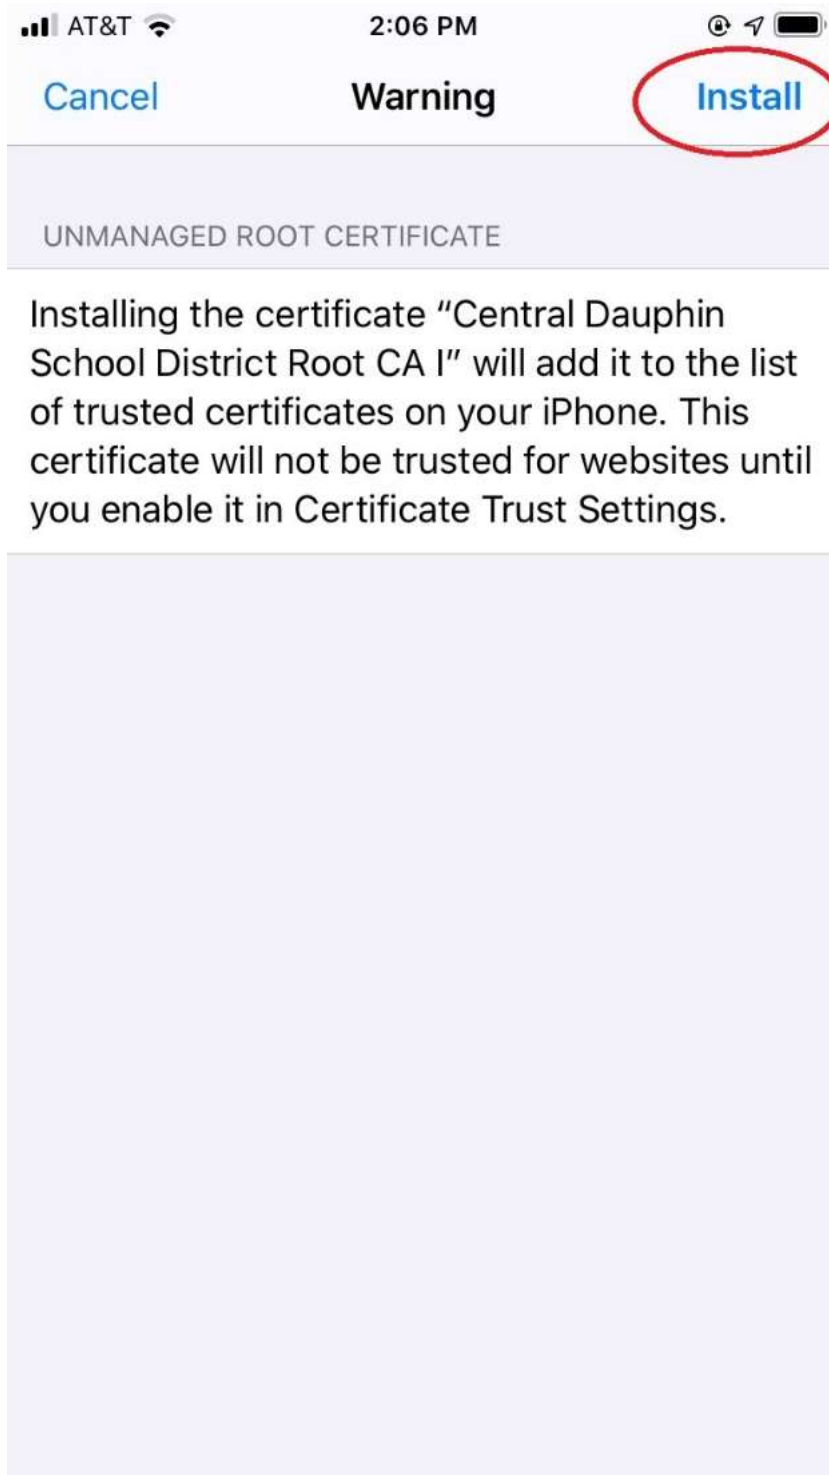 AT&T 2:06 PM
Cancel Warning Install
UNMANAGED ROOT CERTIFICATE
Installing the certificate “Central Dauphin
School District Root CA I” will add it to the list
of trusted certificates on your iPhone. This
certificate will not be trusted for websites until
you enable it in Certificate Trust Settings.